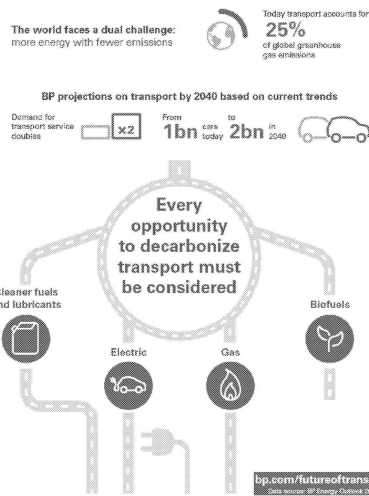 The world faces a dual challenge:
more energy with fewer emissions
Today transport accounts for
25%
of global greenhouse
gas emissions
BP projections on transport by 2040 based on current trends
Demand for
transport service
doubles
x2
From
1bn cars today
to
2bn in 2040
Every
opportunity
to decarbonize
transport must
be considered
Cleaner fuels
and lubricants
Electric
Gas
Biofuels
bp.com/futureoftrans
Data source: BP Energy Outlook 2